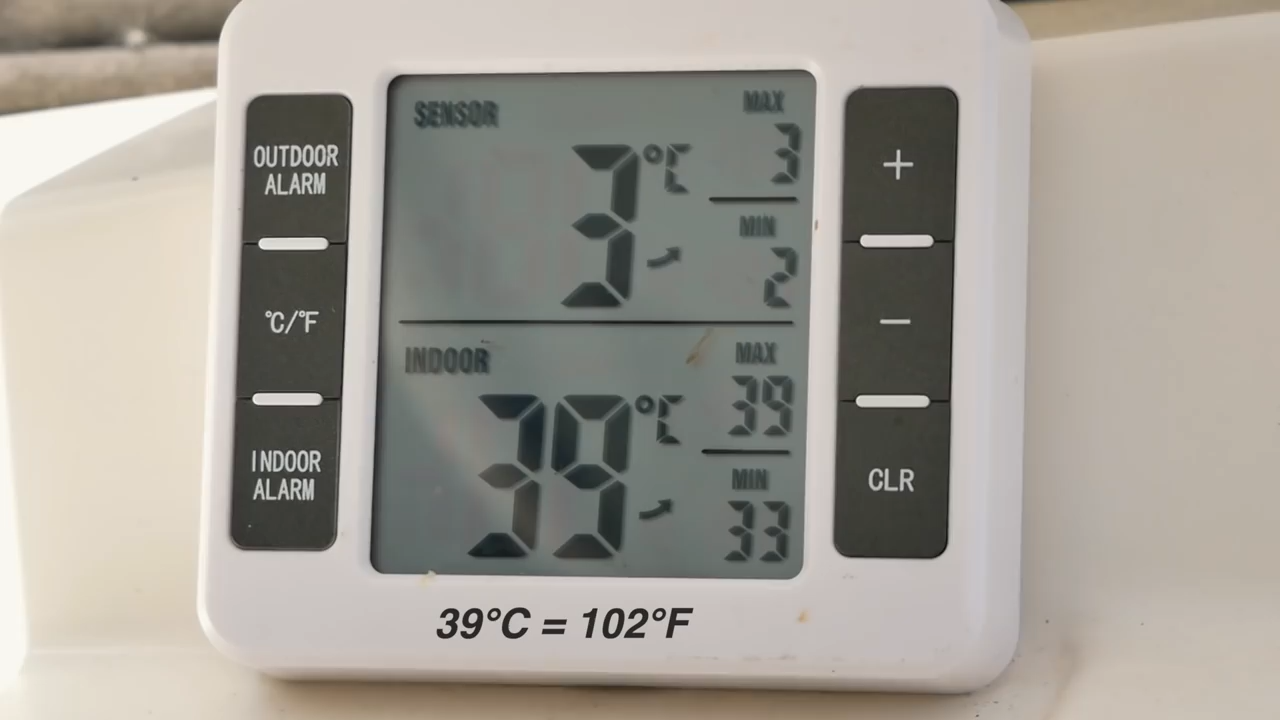 OUTDOOR
ALARM
°C/°F
INDOOR
ALARM
SENSOR
3 °C
MAX
3
MIN
2
INDOOR
39 °C
MAX
39
MIN
33
+
−
CLR
39°C = 102°F